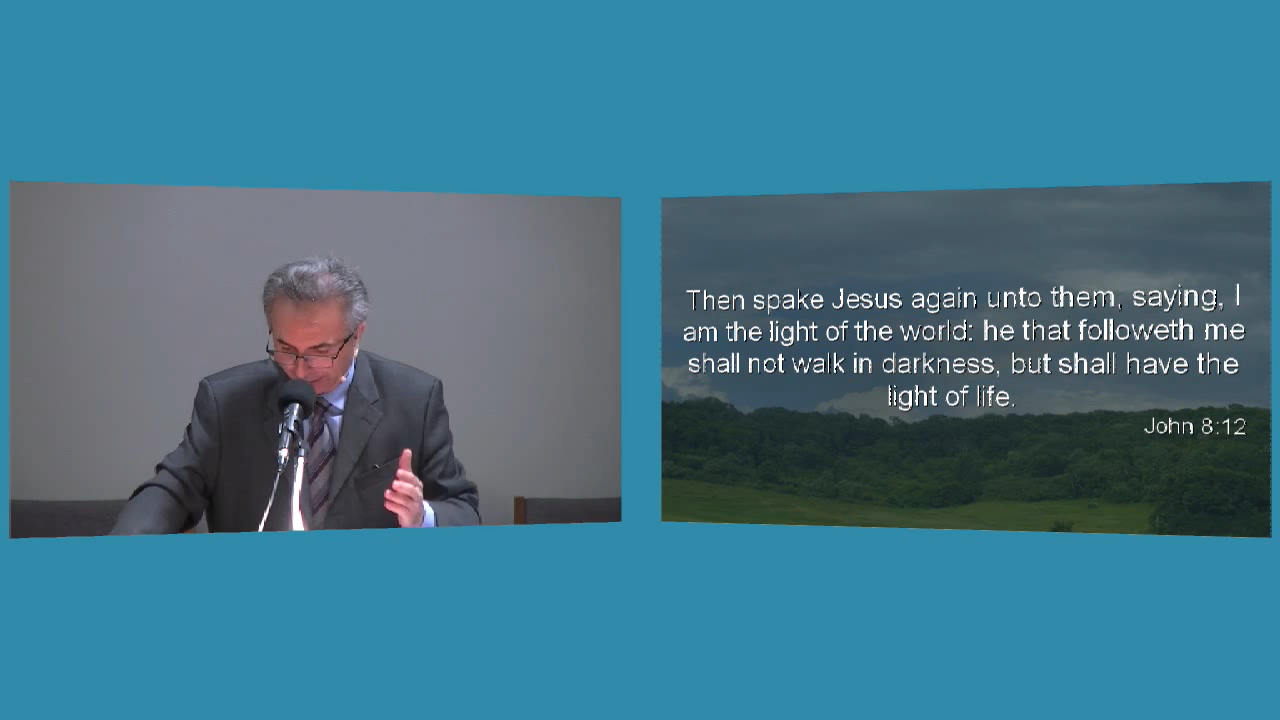 Then spake Jesus again unto them, saying, I
am the light of the world: he that followeth me
shall not walk in darkness, but shall have the
light of life.
John 8:12